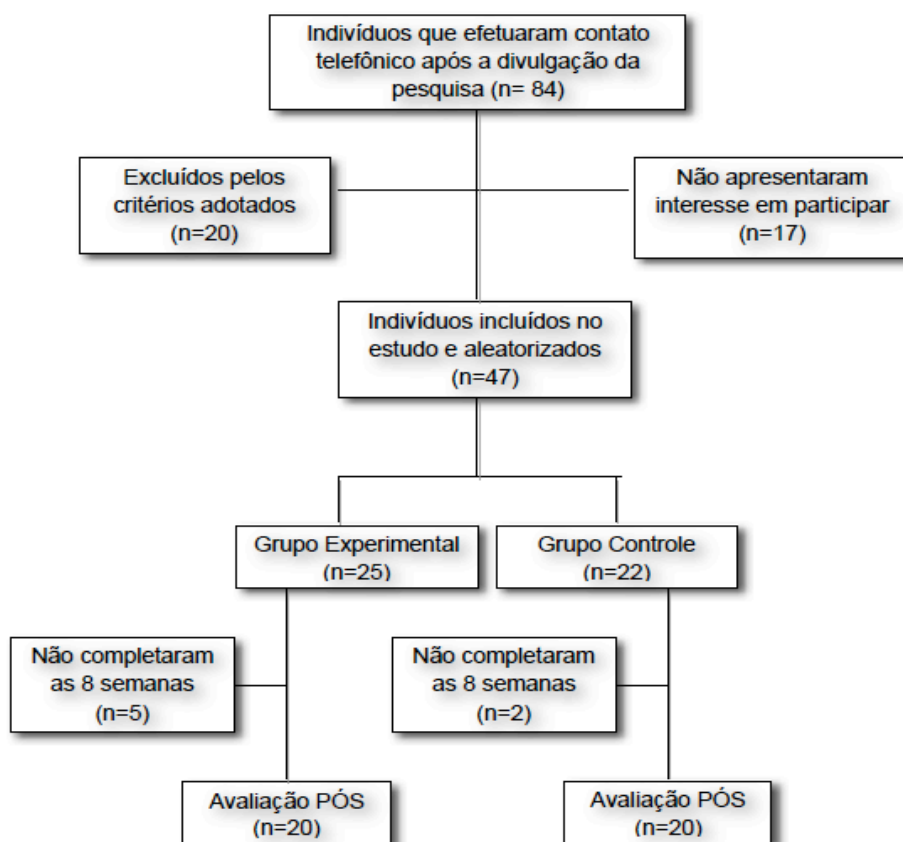 Indivíduos que efetuaram contato
telefônico após a divulgação da
pesquisa (n= 84)
Excluídos pelos
critérios adotados
(n=20)
Não apresentaram
interesse em participar
(n=17)
Indivíduos incluídos no
estudo e aleatorizados
(n=47)
Grupo Experimental
(n=25)
Grupo Controle
(n=22)
Não completaram
as 8 semanas
(n=5)
Não completaram
as 8 semanas
(n=2)
Avaliação PÓS
(n=20)
Avaliação PÓS
(n=20)